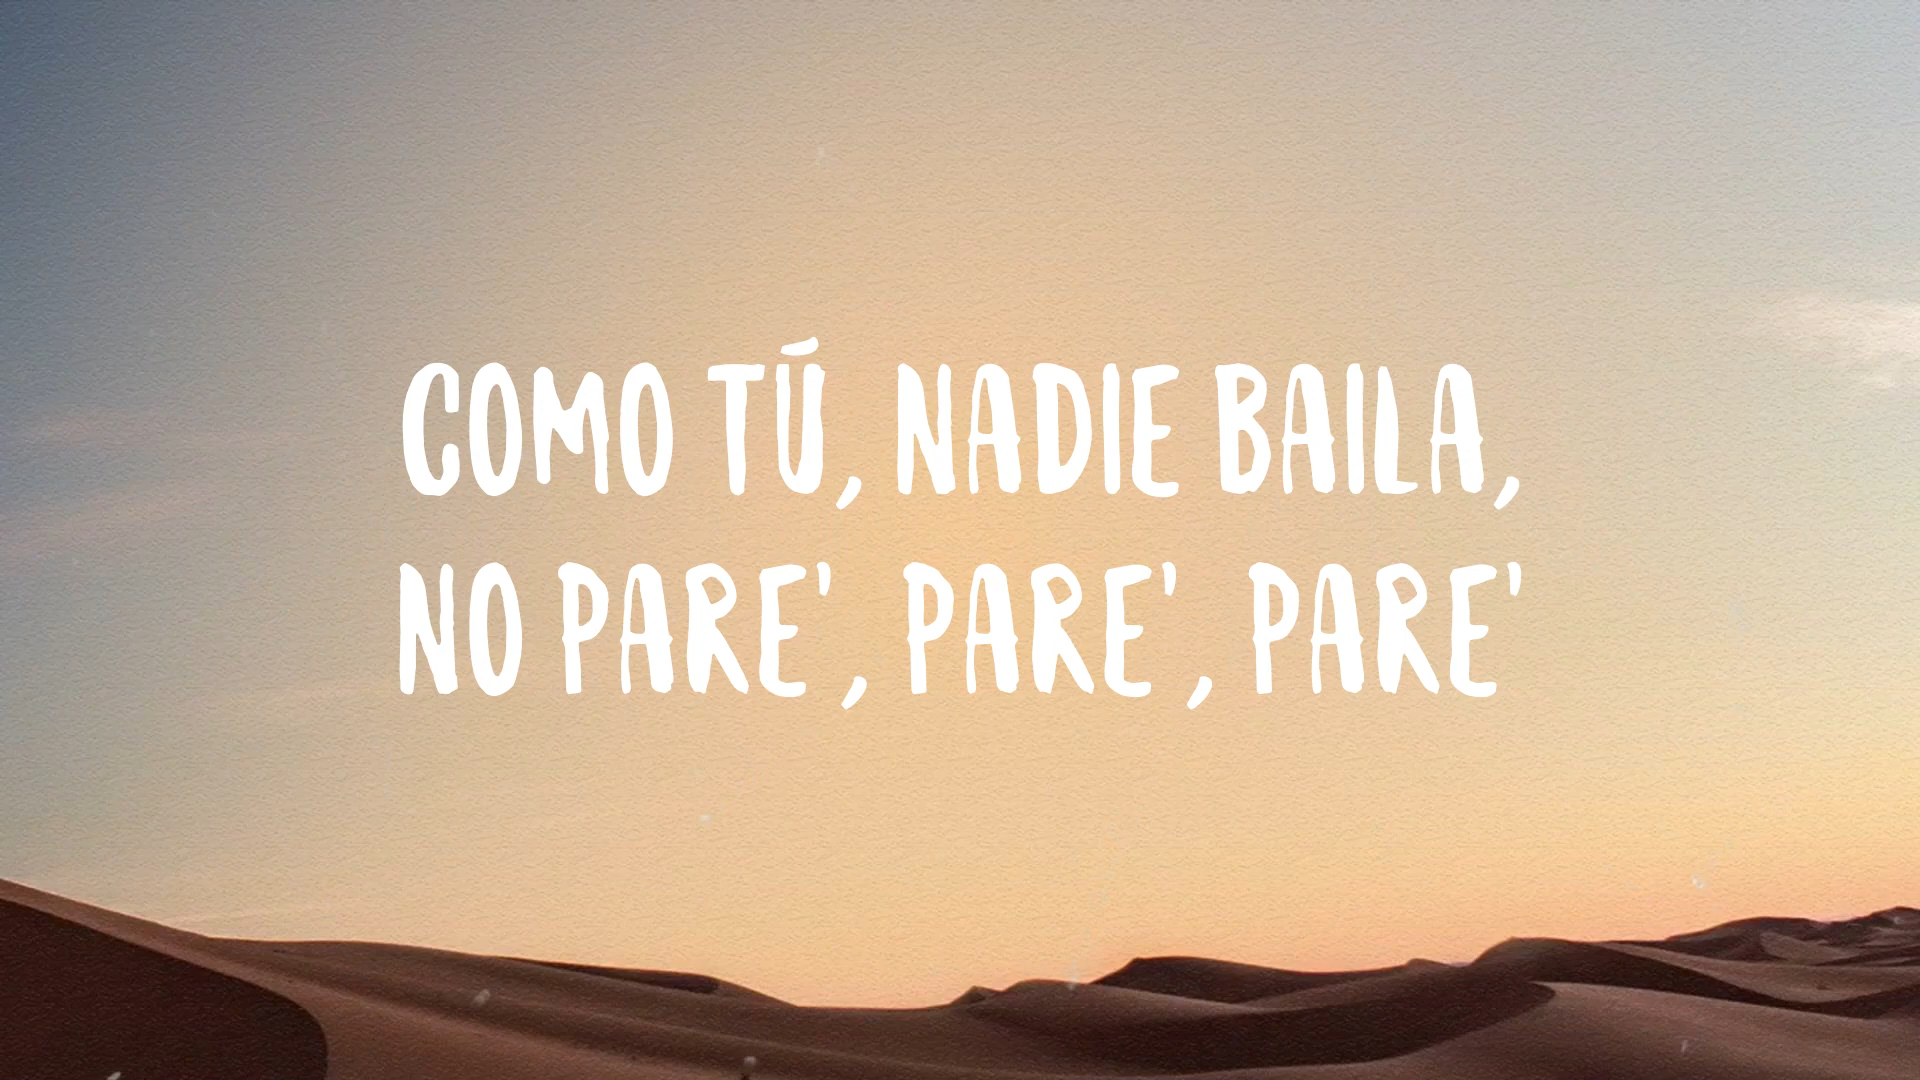 COMO TÚ, NADIE BAILA,
NO PARE', PARE', PARE'